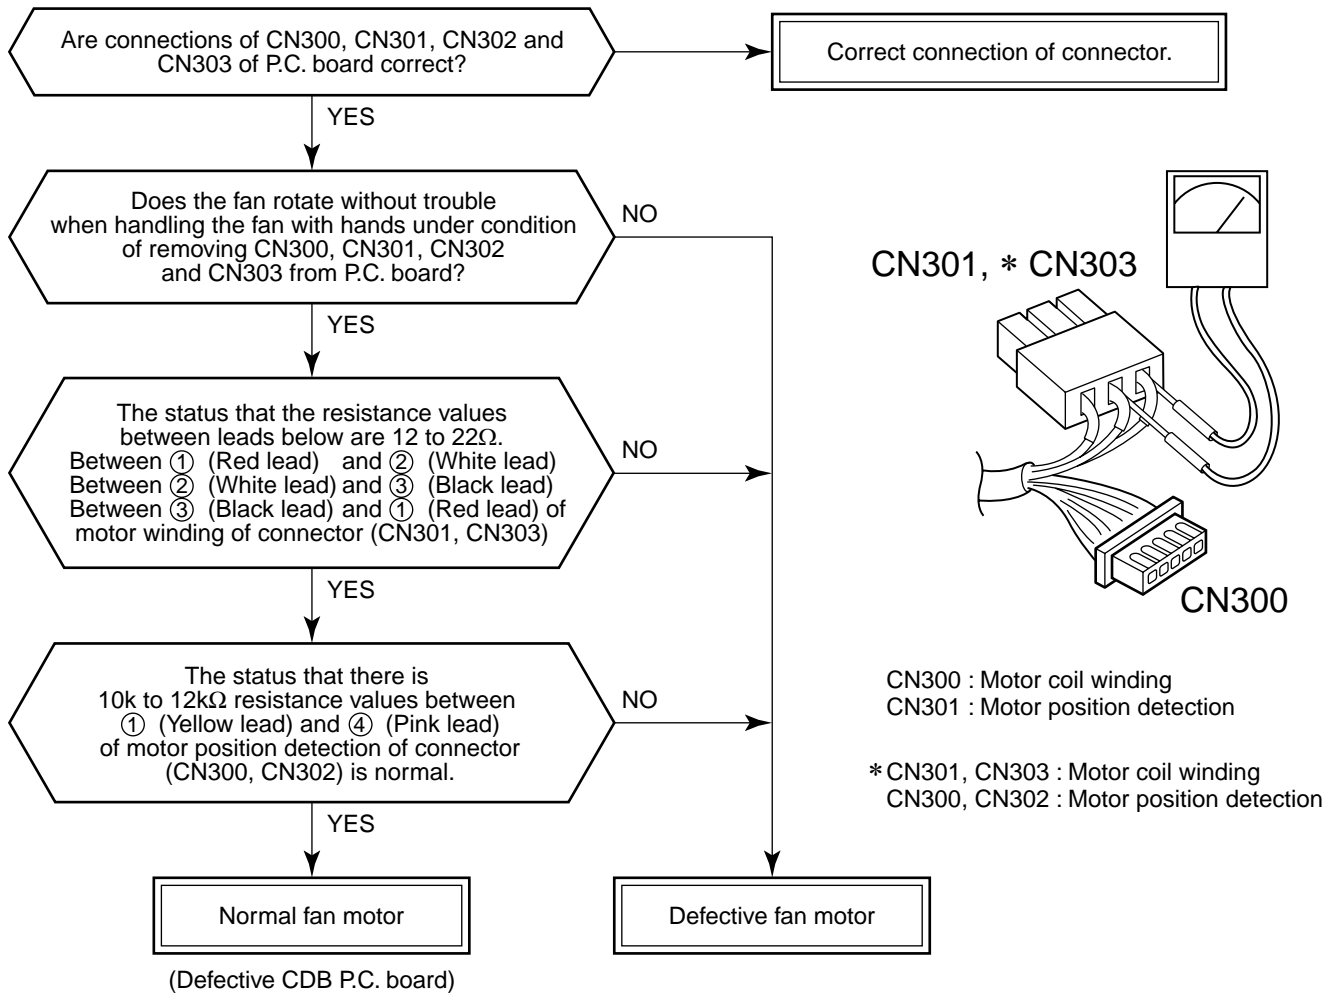 Are connections of CN300, CN301, CN302 and
CN303 of P.C. board correct?
Correct connection of connector.
YES
Does the fan rotate without trouble
when handling the fan with hands under condition
of removing CN300, CN301, CN302
and CN303 from P.C. board?
NO
YES
The status that the resistance values
between leads below are 12 to 22Ω.
Between ① (Red lead) and ② (White lead)
Between ② (White lead) and ③ (Black lead)
Between ③ (Black lead) and ① (Red lead) of
motor winding of connector (CN301, CN303)
NO
YES
The status that there is
10k to 12kΩ resistance values between
① (Yellow lead) and ④ (Pink lead)
of motor position detection of connector
(CN300, CN302) is normal.
NO
YES
Normal fan motor
(Defective CDB P.C. board)
Defective fan motor
CN301, * CN303
CN300
CN300 : Motor coil winding
CN301 : Motor position detection
* CN301, CN303 : Motor coil winding
CN300, CN302 : Motor position detection